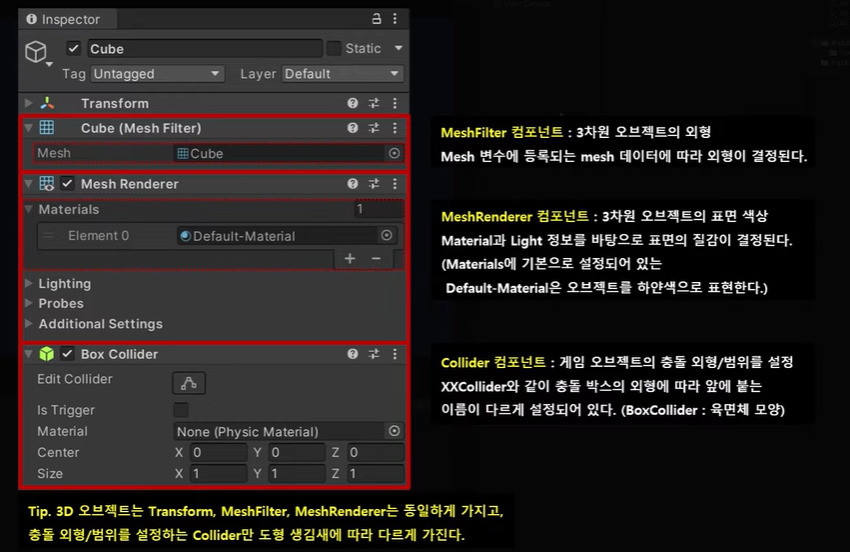 Inspector
Cube
Static
Tag Untagged Layer Default
Transform
Cube (Mesh Filter)
Mesh Cube
Mesh Renderer
Materials 1
Element 0 Default-Material
Lighting
Probes
Additional Settings
Box Collider
Edit Collider
Is Trigger
Material None (Physic Material)
Center X 0 Y 0 Z 0
Size X 1 Y 1 Z 1
MeshFilter 컴포넌트 : 3차원 오브젝트의 외형
Mesh 변수에 등록되는 mesh 데이터에 따라 외형이 결정된다.
MeshRenderer 컴포넌트 : 3차원 오브젝트의 표면 색상
Material과 Light 정보를 바탕으로 표면의 질감이 결정된다.
(Materials에 기본으로 설정되어 있는
Default-Material은 오브젝트를 하얀색으로 표현한다.)
Collider 컴포넌트 : 게임 오브젝트의 충돌 외형/범위를 설정
XXCollider와 같이 충돌 박스의 외형에 따라 앞에 붙는
이름이 다르게 설정되어 있다. (BoxCollider : 육면체 모양)
Tip. 3D 오브젝트는 Transform, MeshFilter, MeshRenderer는 동일하게 가지고,
충돌 외형/범위를 설정하는 Collider만 도형 생김새에 따라 다르게 가진다.